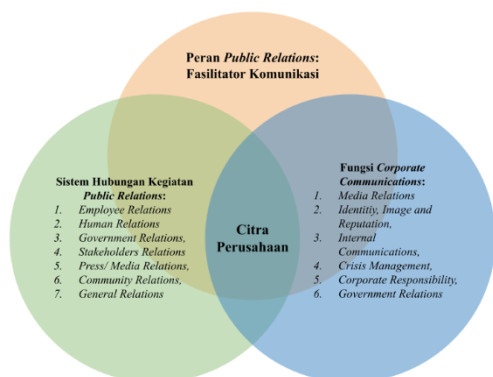 Peran Public Relations:
Fasilitator Komunikasi
Sistem Hubungan Kegiatan
Public Relations:
1. Employee Relations
2. Human Relations
3. Government Relations,
4. Stakeholders Relations
5. Press/ Media Relations,
6. Community Relations,
7. General Relations
Citra
Perusahaan
Fungsi Corporate
Communications:
1. Media Relations
2. Identitiy, Image and
Reputation,
3. Internal
Communications,
4. Crisis Management,
5. Corporate Responsibility,
6. Government Relations